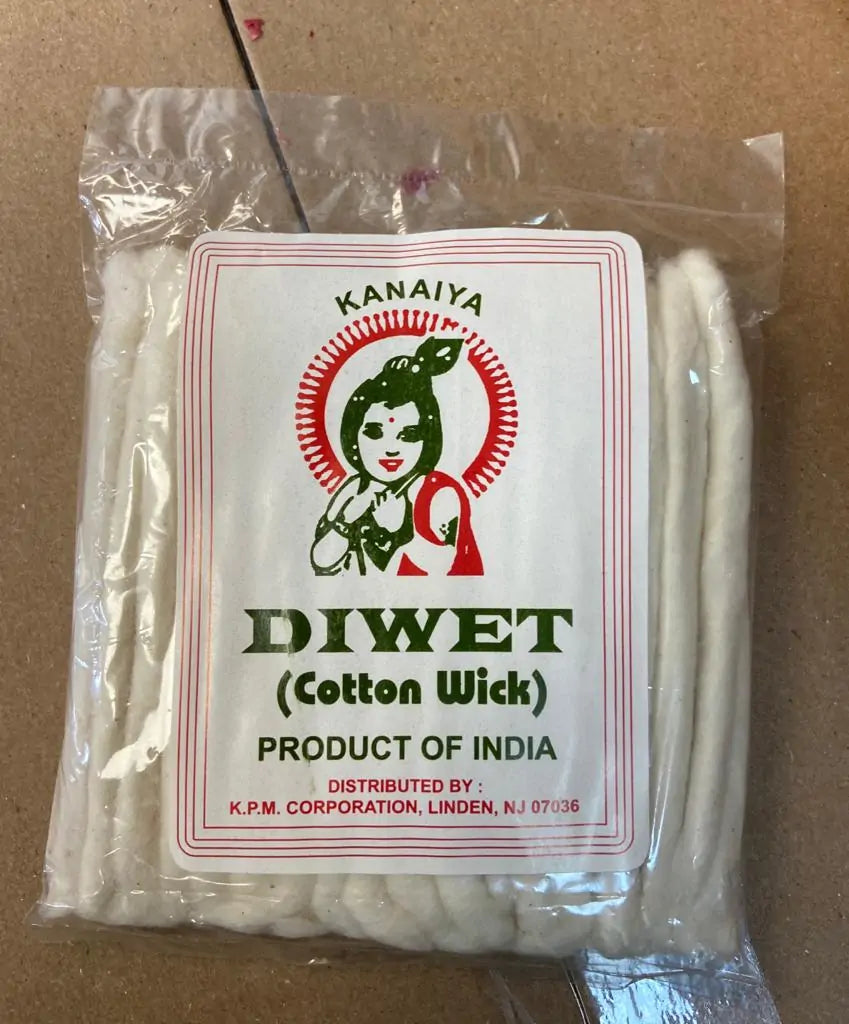 KANAIYA
DIWET
(Cotton Wick)
PRODUCT OF INDIA
DISTRIBUTED BY :
K.P.M. CORPORATION, LINDEN, NJ 07036